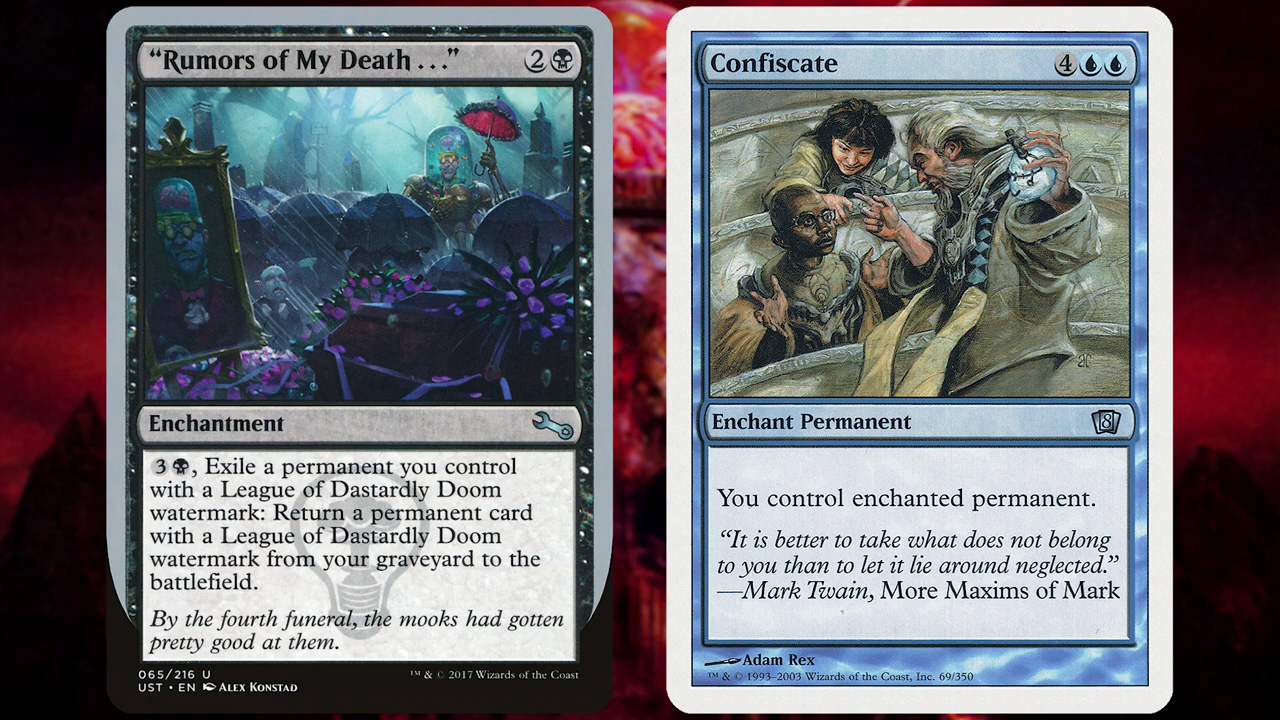 “Rumors of My Death . . .” 2
Enchantment
3, Exile a permanent you control
with a League of Dastardly Doom
watermark: Return a permanent card
with a League of Dastardly Doom
watermark from your graveyard to the
battlefield.
By the fourth funeral, the mooks had gotten
pretty good at them.
065/216 U
UST • EN Alex Konstad
™ & © 2017 Wizards of the Coast
Confiscate 4
Enchant Permanent
8
You control enchanted permanent.
“It is better to take what does not belong
to you than to let it lie around neglected.”
—Mark Twain, More Maxims of Mark
Adam Rex
™ & © 1993–2003 Wizards of the Coast, Inc. 69/350